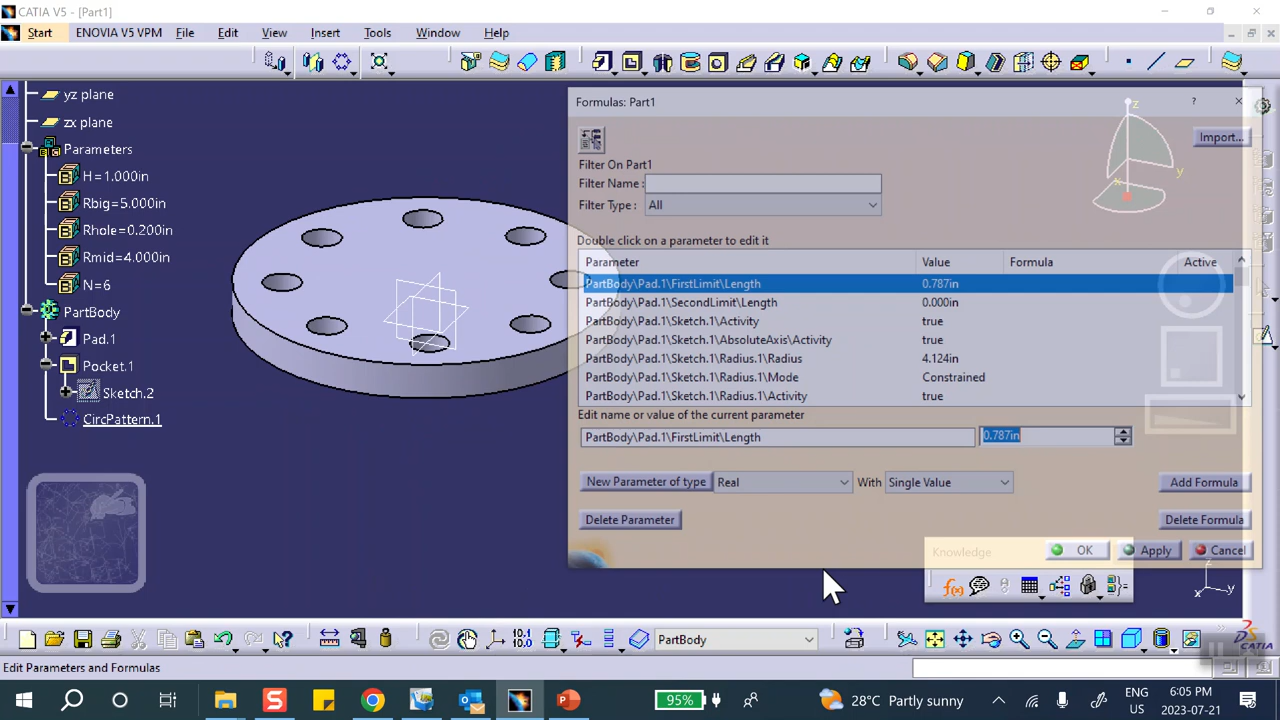 CATIA V5 - [Part1]
Start
ENOVIA V5 VPM
File
Edit
View
Insert
Tools
Window
Help
yz plane
zx plane
Parameters
H=1.000in
Rbig=5.000in
Rhole=0.200in
Rmid=4.000in
N=6
PartBody
Pad.1
Pocket.1
Sketch.2
CircPattern.1
Formulas: Part1
?
Import...
Filter On Part1
Filter Name :
Filter Type :
All
Double click on a parameter to edit it
Parameter
Value
Formula
Active
PartBody\Pad.1\FirstLimit\Length
0.787in
PartBody\Pad.1\SecondLimit\Length
0.000in
PartBody\Pad.1\Sketch.1\Activity
true
PartBody\Pad.1\Sketch.1\AbsoluteAxis\Activity
true
PartBody\Pad.1\Sketch.1\Radius.1\Radius
4.124in
PartBody\Pad.1\Sketch.1\Radius.1\Mode
Constrained
PartBody\Pad.1\Sketch.1\Radius.1\Activity
true
Edit name or value of the current parameter
PartBody\Pad.1\FirstLimit\Length
0.787in
New Parameter of type
Real
With
Single Value
Add Formula
Delete Parameter
Delete Formula
OK
Apply
Cancel
Knowledge
f(x)
z
y
x
z
y
x
10.1
10:01
PartBody
Edit Parameters and Formulas
95%
28°C Partly sunny
ENG
US
6:05 PM
2023-07-21